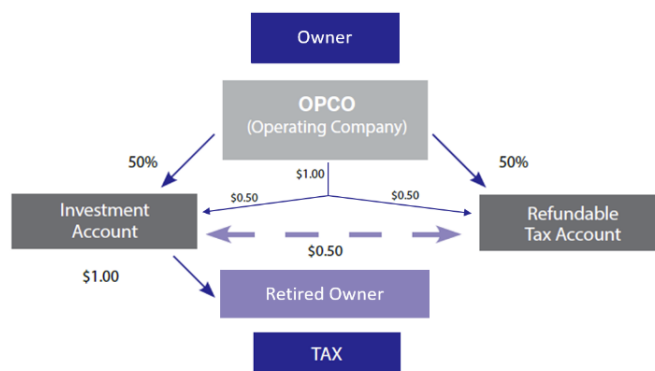 Owner
OPCO
(Operating Company)
50%
50%
$1.00
$0.50
$0.50
Investment
Account
Refundable
Tax Account
$0.50
$1.00
Retired Owner
TAX